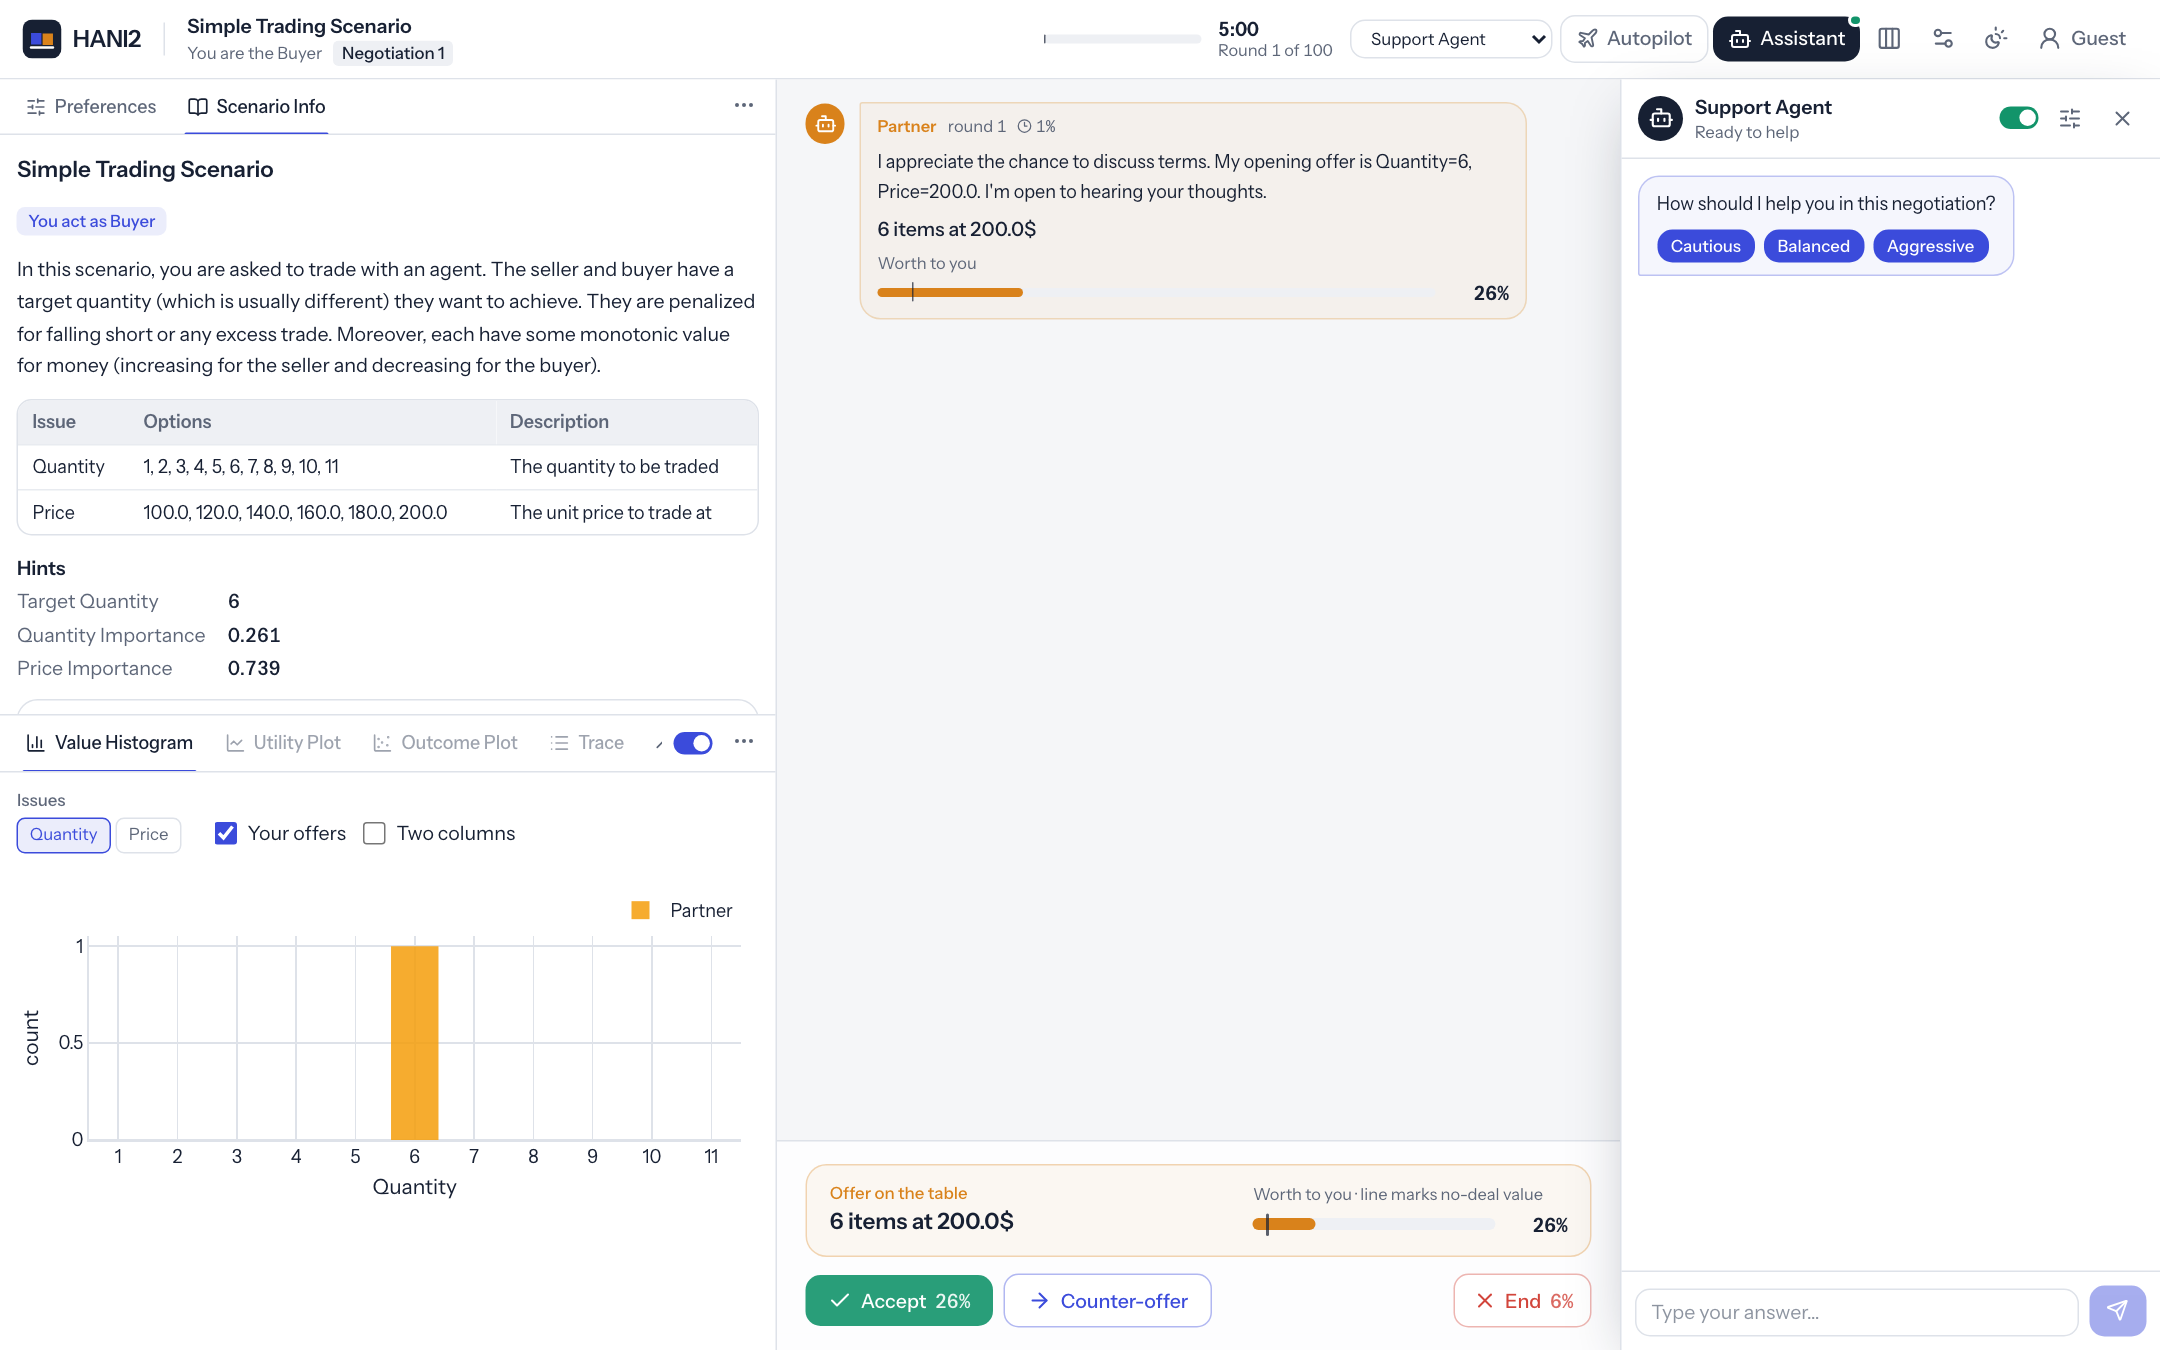 HANI2
Simple Trading Scenario
You are the Buyer Negotiation 1
5:00
Round 1 of 100
Support Agent
Autopilot
Assistant
Guest
Preferences
Scenario Info
Simple Trading Scenario
You act as Buyer
In this scenario, you are asked to trade with an agent. The seller and buyer have a
target quantity (which is usually different) they want to achieve. They are penalized
for falling short or any excess trade. Moreover, each have some monotonic value
for money (increasing for the seller and decreasing for the buyer).
Issue Options Description
Quantity 1, 2, 3, 4, 5, 6, 7, 8, 9, 10, 11 The quantity to be traded
Price 100.0, 120.0, 140.0, 160.0, 180.0, 200.0 The unit price to trade at
Hints
Target Quantity 6
Quantity Importance 0.261
Price Importance 0.739
Value Histogram
Utility Plot
Outcome Plot
Trace
Issues
Quantity Price Your offers Two columns
Partner
1
0.5
0
count
1 2 3 4 5 6 7 8 9 10 11
Quantity
Partner round 1 1%
I appreciate the chance to discuss terms. My opening offer is Quantity=6,
Price=200.0. I'm open to hearing your thoughts.
6 items at 200.0$
Worth to you
26%
Offer on the table
6 items at 200.0$
Worth to you · line marks no-deal value
26%
Accept 26%
Counter-offer
End 6%
Support Agent
Ready to help
How should I help you in this negotiation?
Cautious Balanced Aggressive
Type your answer...